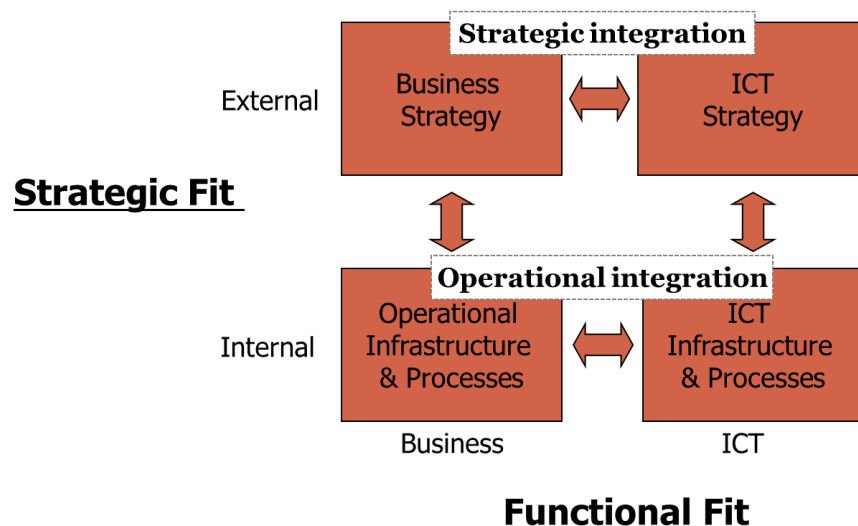 Strategic integration
Business
Strategy
ICT
Strategy
External
Strategic Fit
Operational integration
Operational
Infrastructure
& Processes
ICT
Infrastructure
& Processes
Internal
Business
ICT
Functional Fit